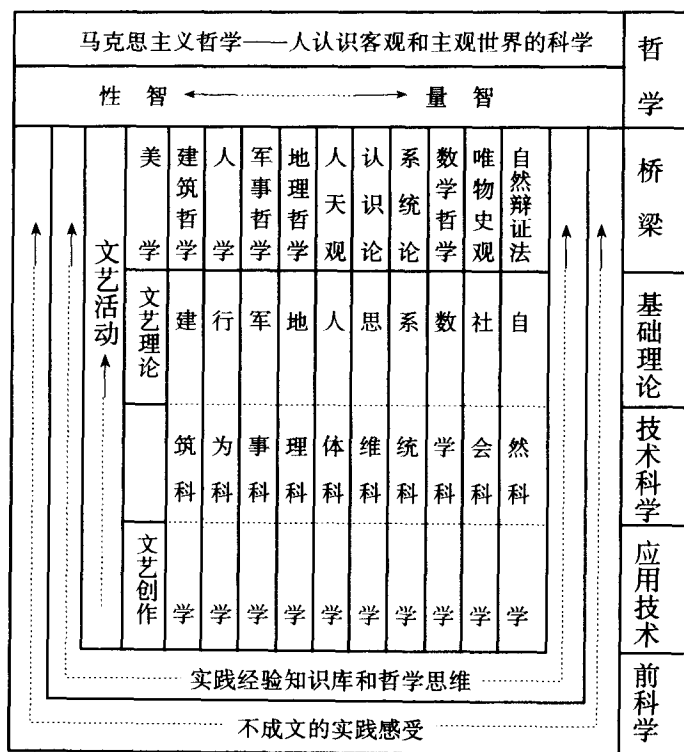 马克思主义哲学——人认识客观和主观世界的科学
性智 量智
哲学
美学
建筑哲学
人学
军事哲学
地理哲学
人天观
认识论
系统论
数学哲学
唯物史观
自然辩证法
桥梁
文艺活动
文艺理论
文艺创作
建筑科学
行为科学
军事科学
地理科学
人体科学
思维科学
系统科学
数学科学
社会科学
自然科学
基础理论
技术科学
应用技术
实践经验知识库和哲学思维
不成文的实践感受
前科学